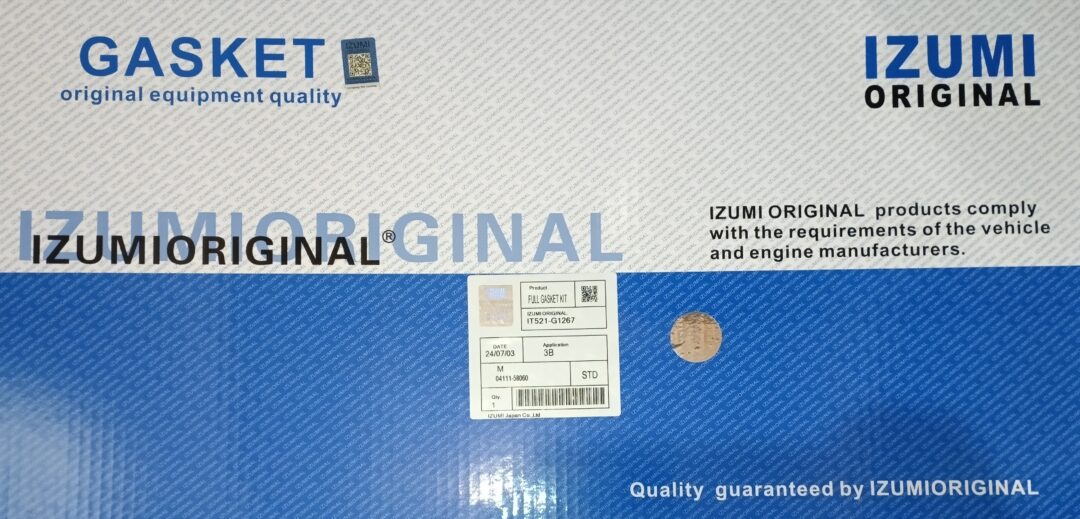 GASKET
original equipment quality
IZUMI
IZUMI
ORIGINAL
IZUMIORIGINAL
IZUMIORIGINAL®
IZUMI ORIGINAL products comply
with the requirements of the vehicle
and engine manufacturers.
Product
FULL GASKET KIT
IZUMIORIGINAL
IT521-G1267
DATE
24/07/03
Application
3B
M
04111-58060
STD
Qty.
1
IZUMI Japan Co.,Ltd
Quality guaranteed by IZUMIORIGINAL